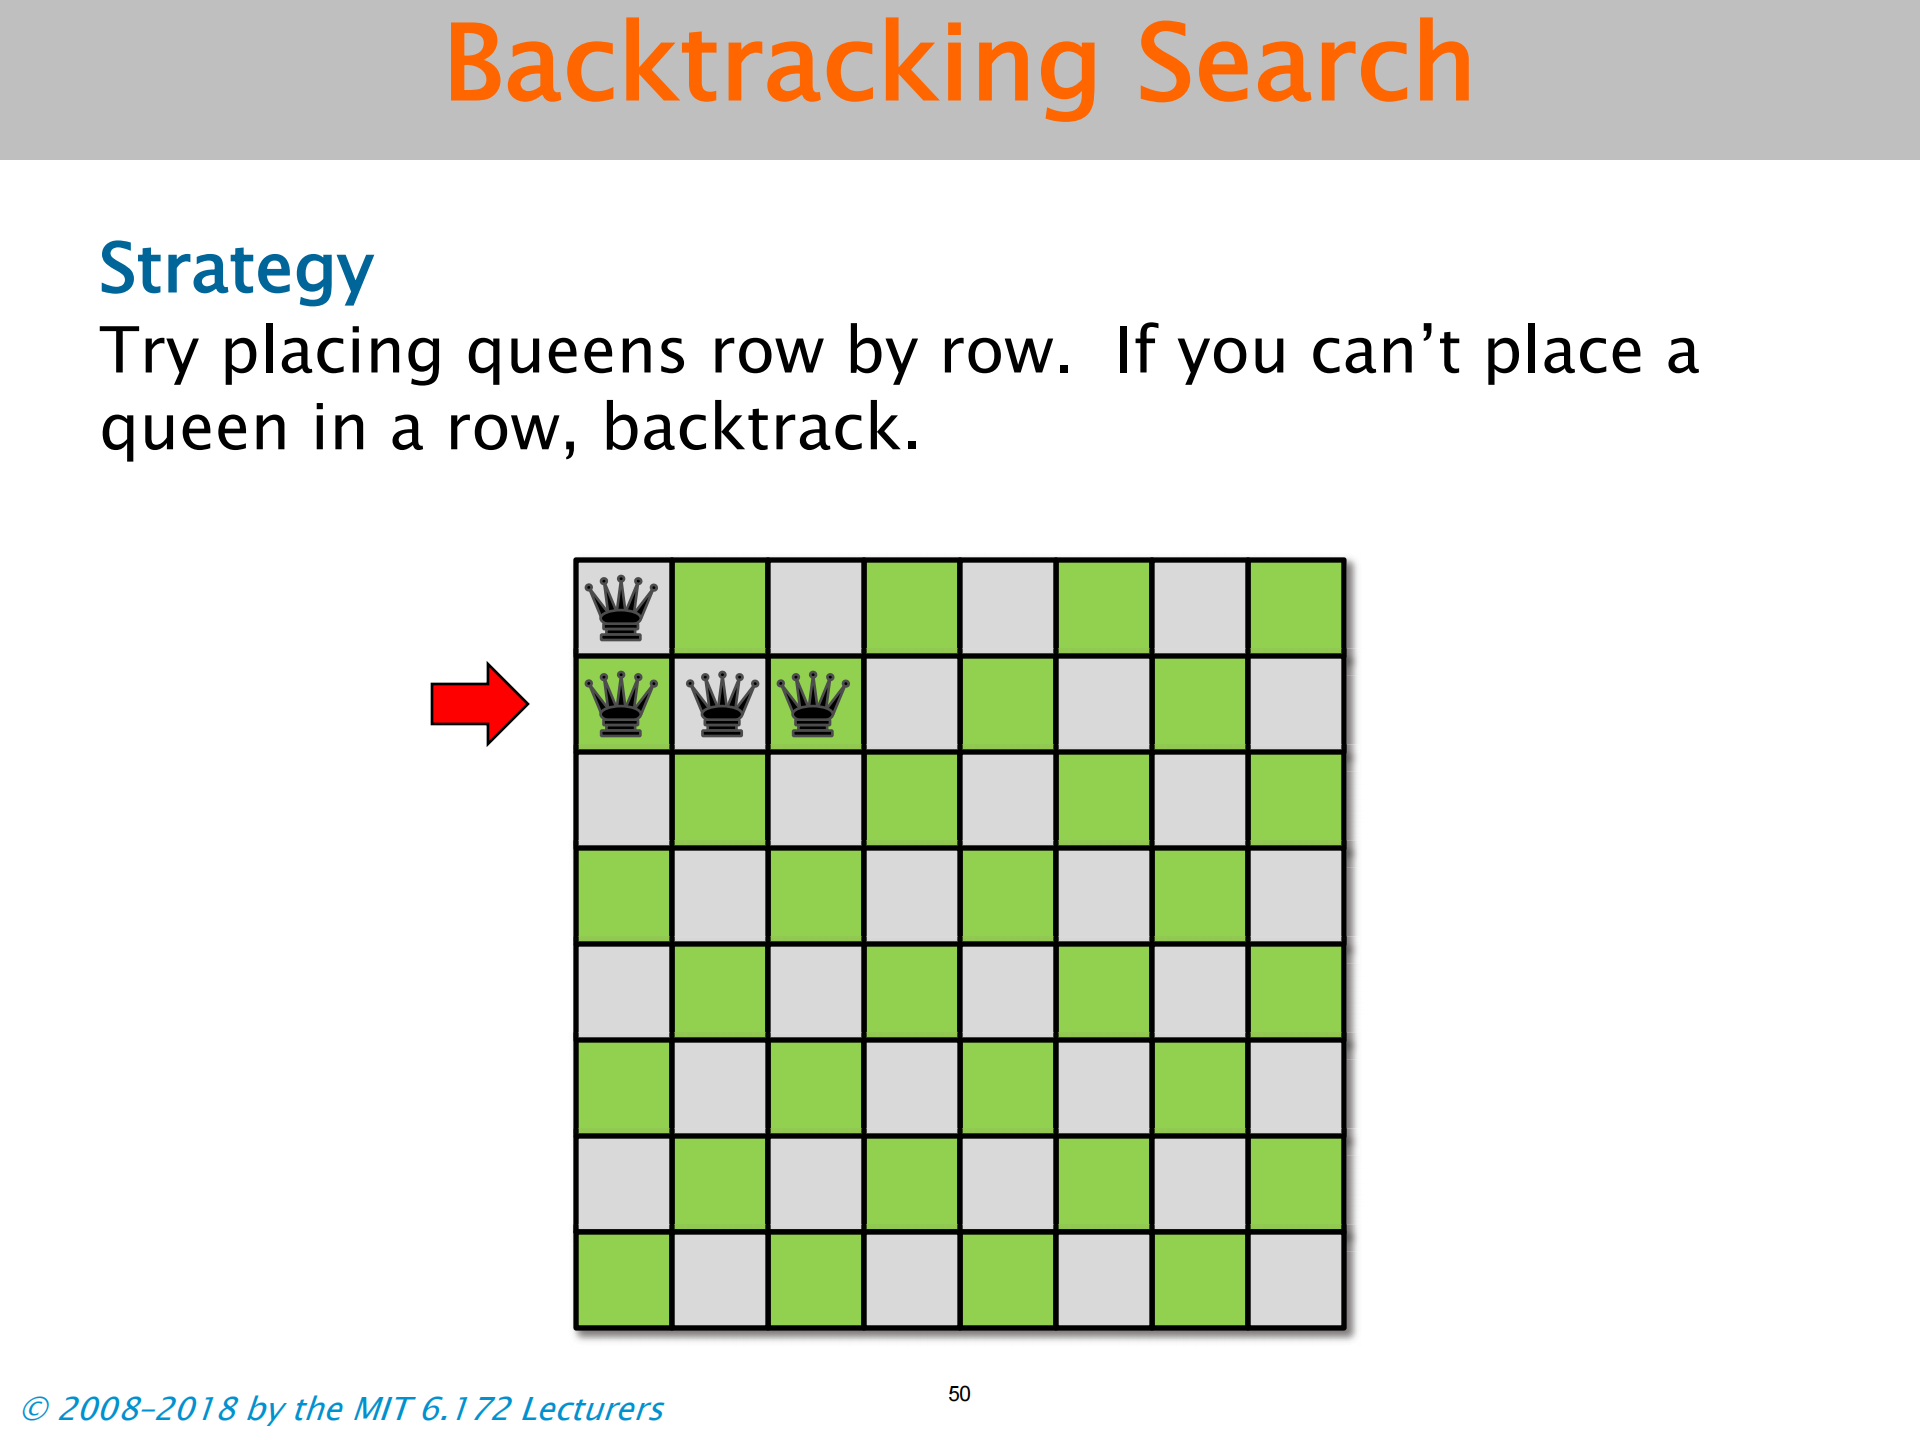 Backtracking Search
Strategy
Try placing queens row by row.  If you can’t place a
queen in a row, backtrack.
© 2008–2018 by the MIT 6.172 Lecturers
50